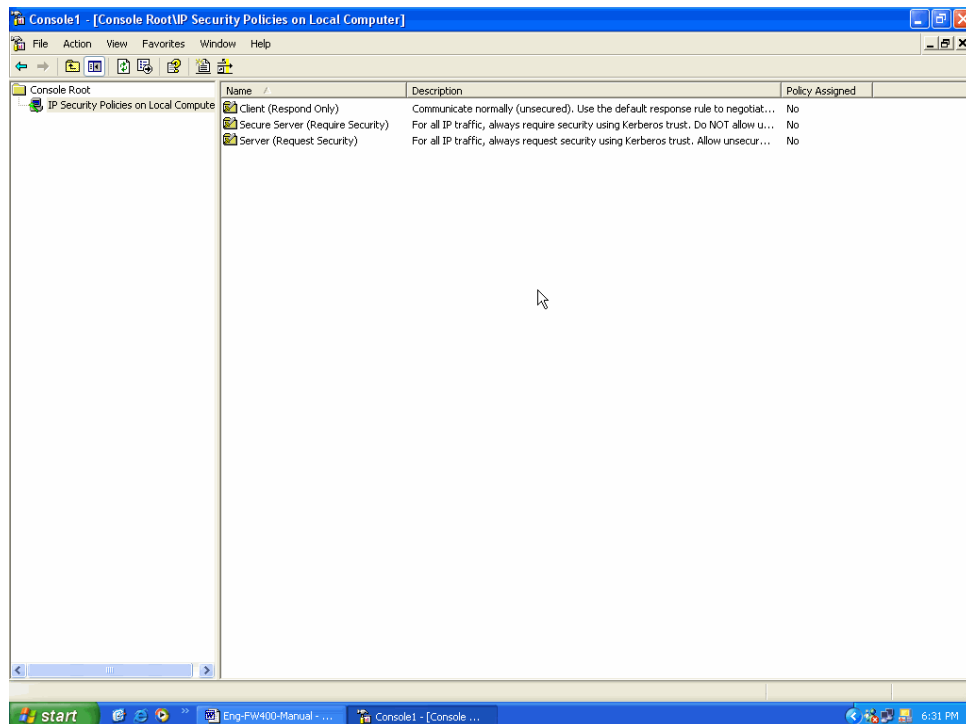 Console1 - [Console Root\IP Security Policies on Local Computer]
File Action View Favorites Window Help
Console Root
IP Security Policies on Local Compute
Name Description Policy Assigned
Client (Respond Only) Communicate normally (unsecured). Use the default response rule to negotiat... No
Secure Server (Require Security) For all IP traffic, always require security using Kerberos trust. Do NOT allow u... No
Server (Request Security) For all IP traffic, always request security using Kerberos trust. Allow unsecur... No
start Eng-FW400-Manual - ... Console1 - [Console ... 6:31 PM